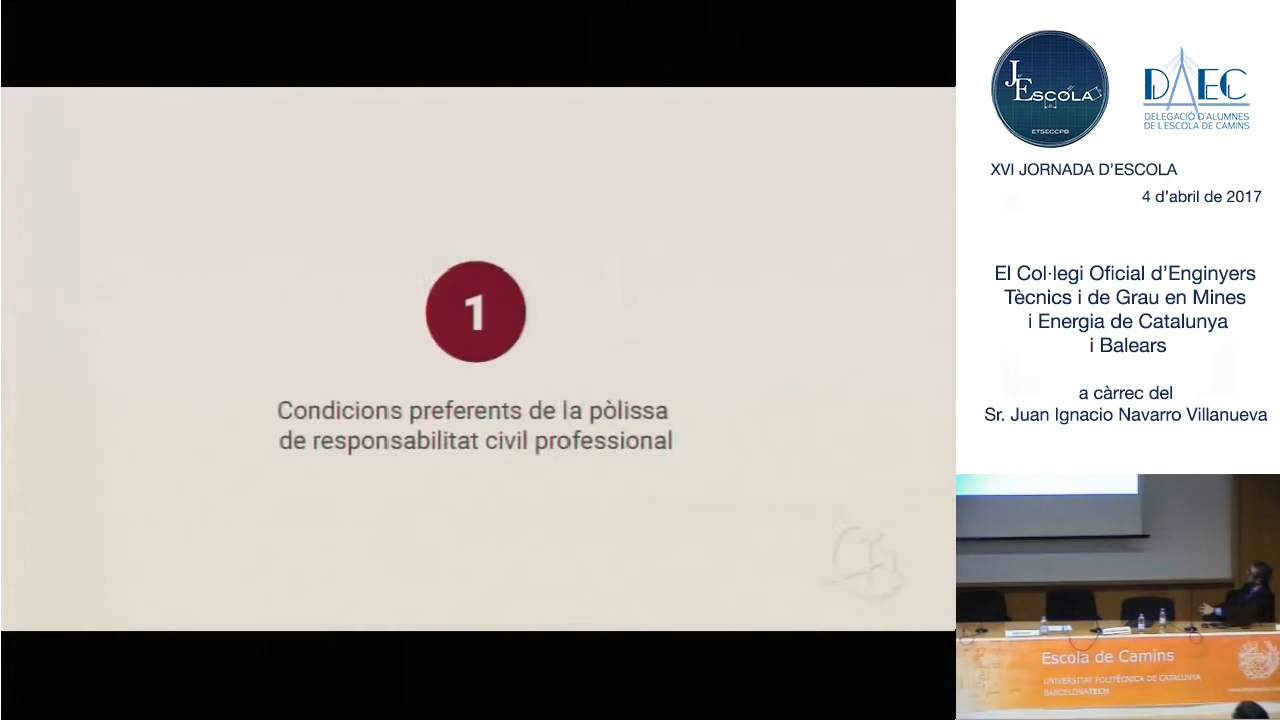 1
Condicions preferents de la pòlissa
de responsabilitat civil professional
J
ESCOLA
ETSECCPB
DAEC
DELEGACIÓ D'ALUMNES
DE L'ESCOLA DE CAMINS
XVI JORNADA D'ESCOLA
4 d'abril de 2017
El Col·legi Oficial d'Enginyers
Tècnics i de Grau en Mines
i Energia de Catalunya
i Balears
a càrrec del
Sr. Juan Ignacio Navarro Villanueva
Escola de Camins
UNIVERSITAT POLITÈCNICA DE CATALUNYA
BARCELONATECH